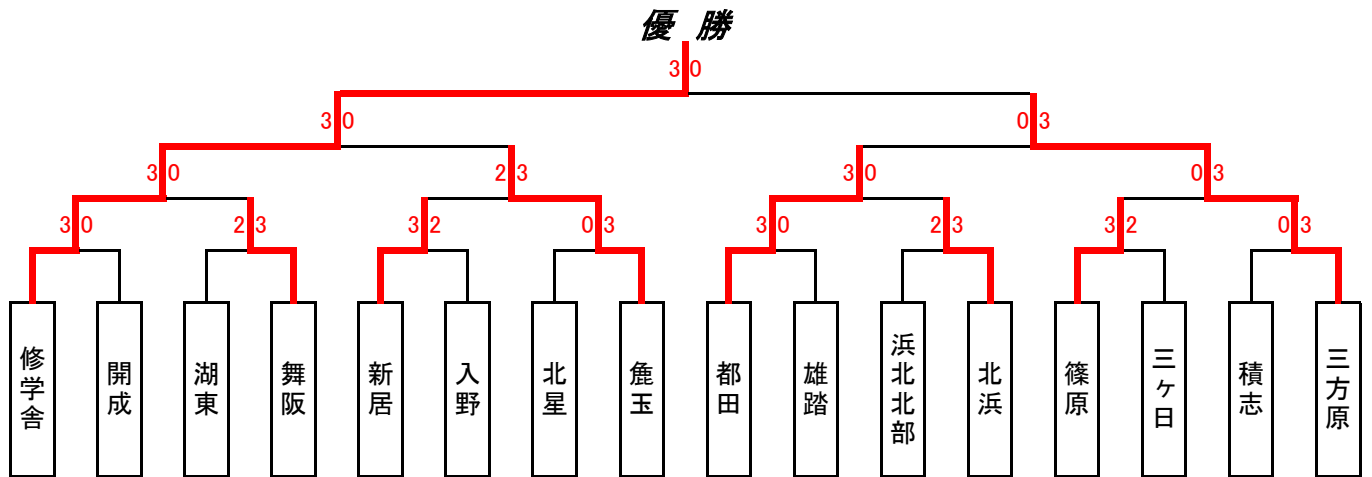 優勝
3 0
3 0
0 3
3 0
2 3
3 0
0 3
3 0
2 3
3 2
0 3
3 0
2 3
3 2
0 3
修学舎
開成
湖東
舞阪
新居
入野
北星
麁玉
都田
雄踏
浜北北部
北浜
篠原
三ヶ日
積志
三方原